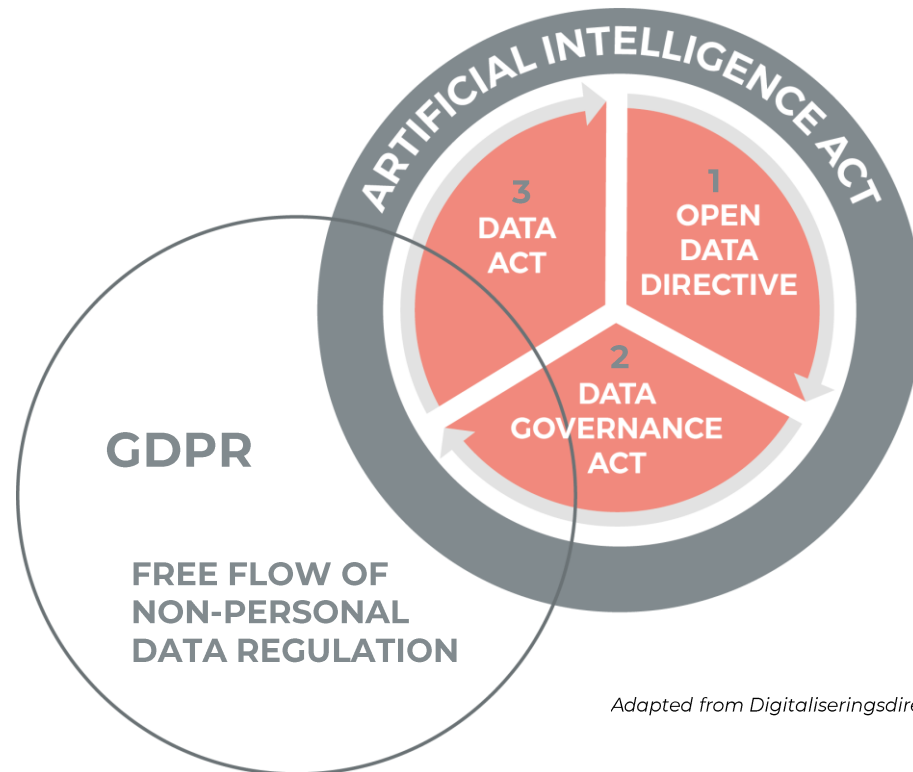 ARTIFICIAL INTELLIGENCE ACT
1
OPEN
DATA
DIRECTIVE
2
DATA
GOVERNANCE
ACT
3
DATA
ACT
GDPR
FREE FLOW OF
NON-PERSONAL
DATA REGULATION
Adapted from